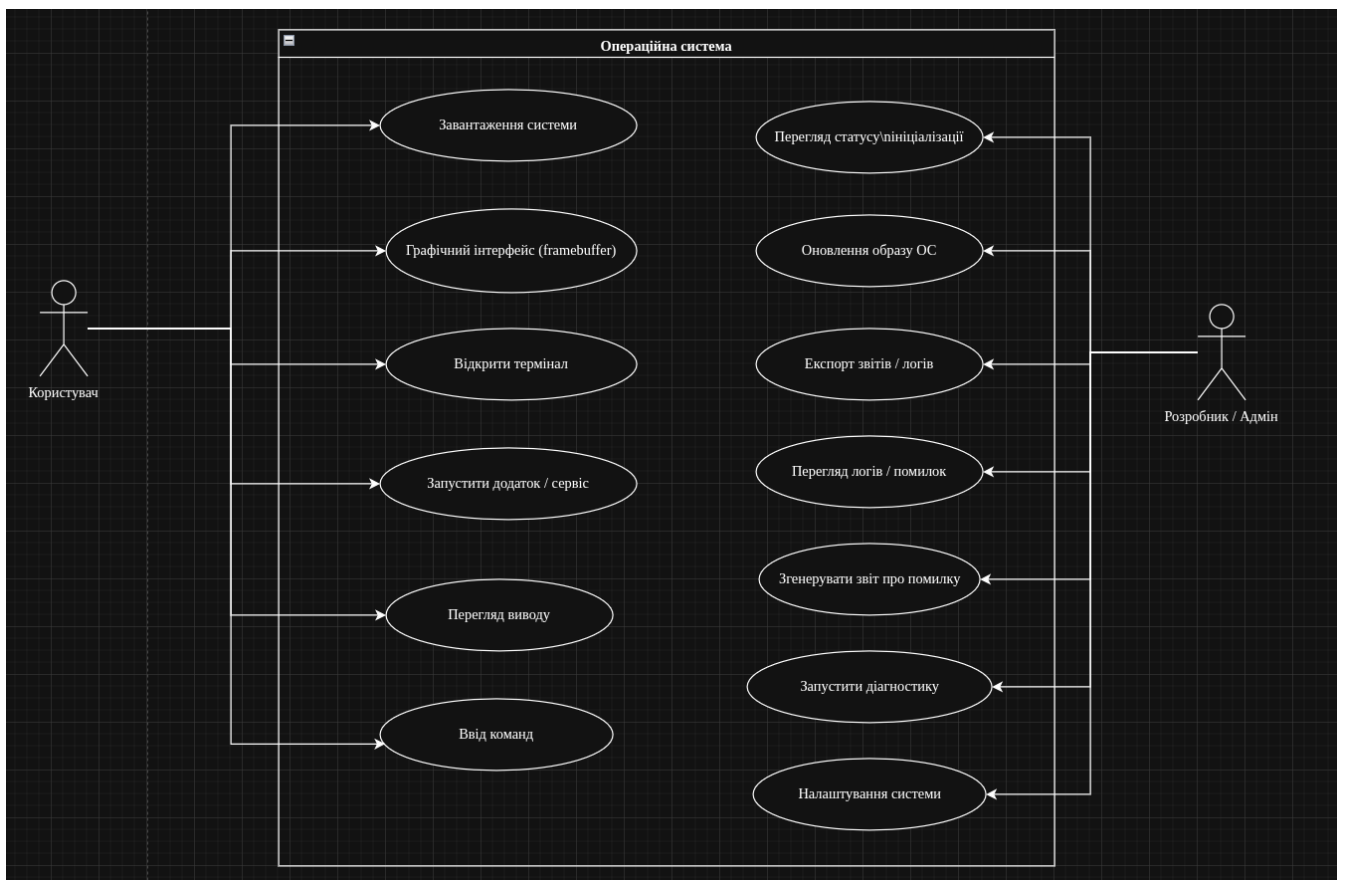 Операційна система
Завантаження системи
Графічний інтерфейс (framebuffer)
Відкрити термінал
Запустити додаток / сервіс
Перегляд виводу
Ввід команд
Перегляд статусу\nініціалізації
Оновлення образу ОС
Експорт звітів / логів
Перегляд логів / помилок
Згенерувати звіт про помилку
Запустити діагностику
Налаштування системи
Користувач
Розробник / Адмін